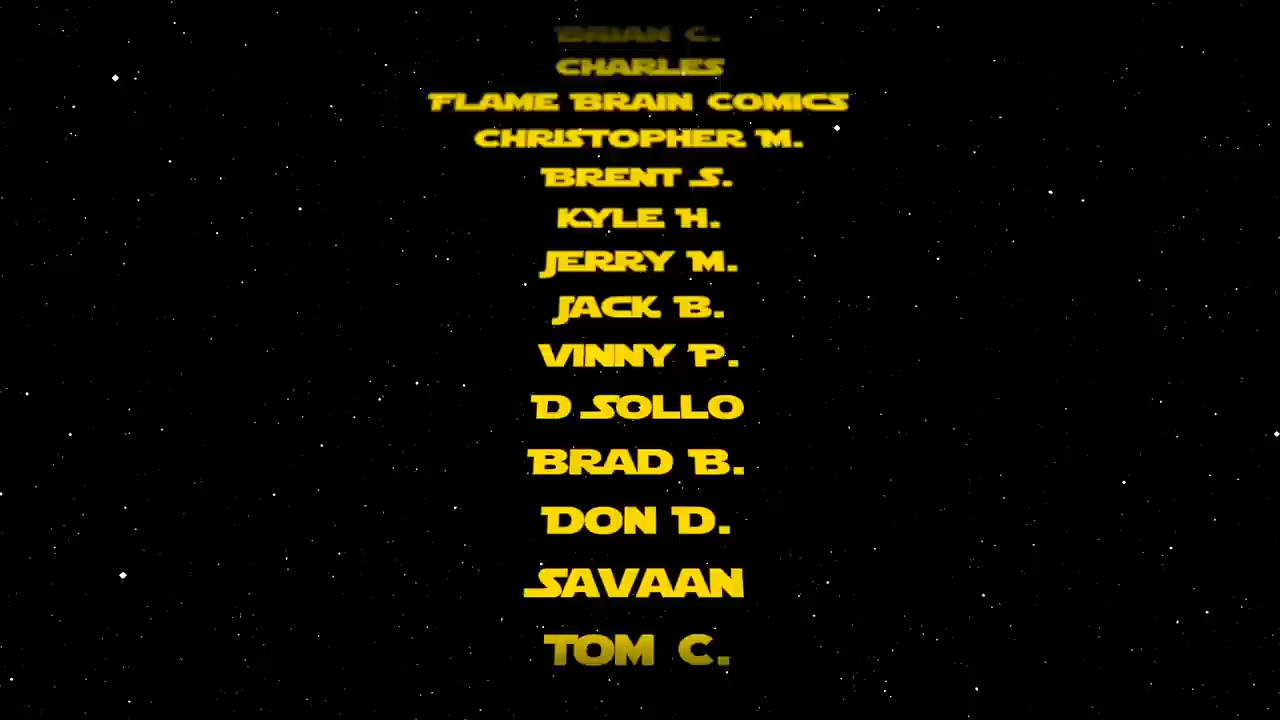 Brian C.
Charles
Flame Brain Comics
Christopher M.
Brent S.
Kyle H.
Jerry M.
Jack B.
Vinny P.
D Sollo
Brad B.
Don D.
Savaan
Tom C.